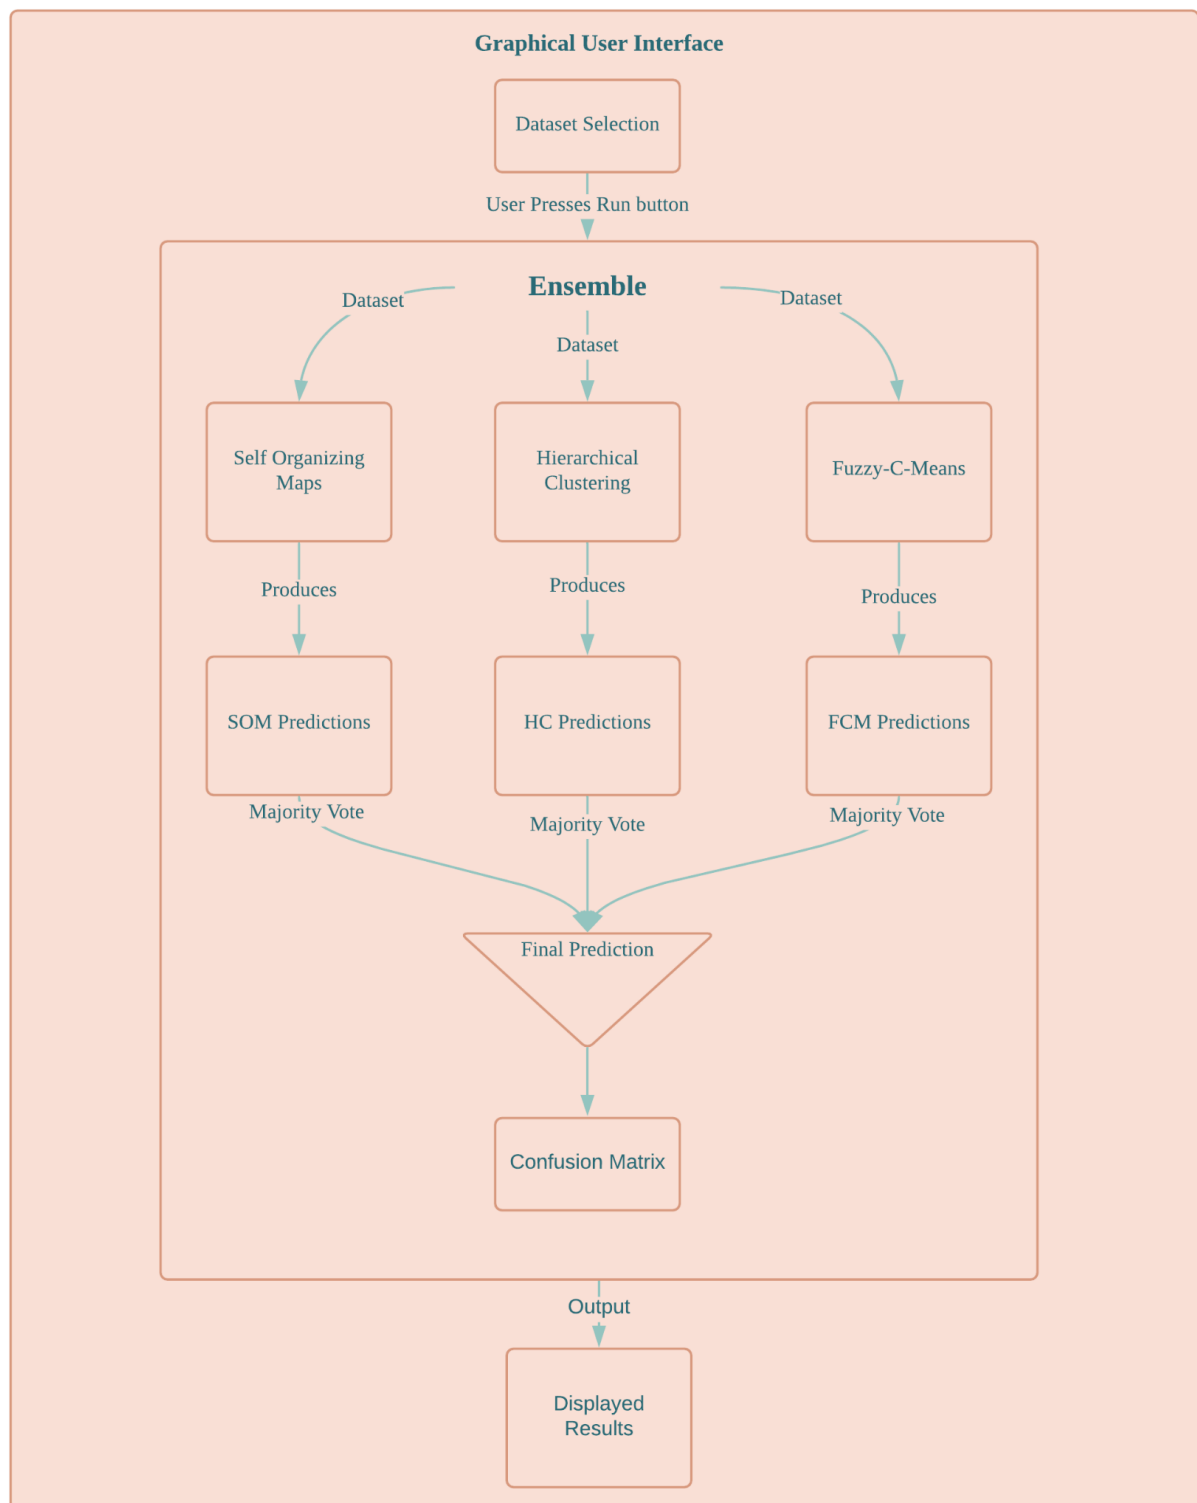 Graphical User Interface
Dataset Selection
User Presses Run button
Ensemble
Dataset
Dataset
Dataset
Self Organizing
Maps
Hierarchical
Clustering
Fuzzy-C-Means
Produces
Produces
Produces
SOM Predictions
HC Predictions
FCM Predictions
Majority Vote
Majority Vote
Majority Vote
Final Prediction
Confusion Matrix
Output
Displayed
Results